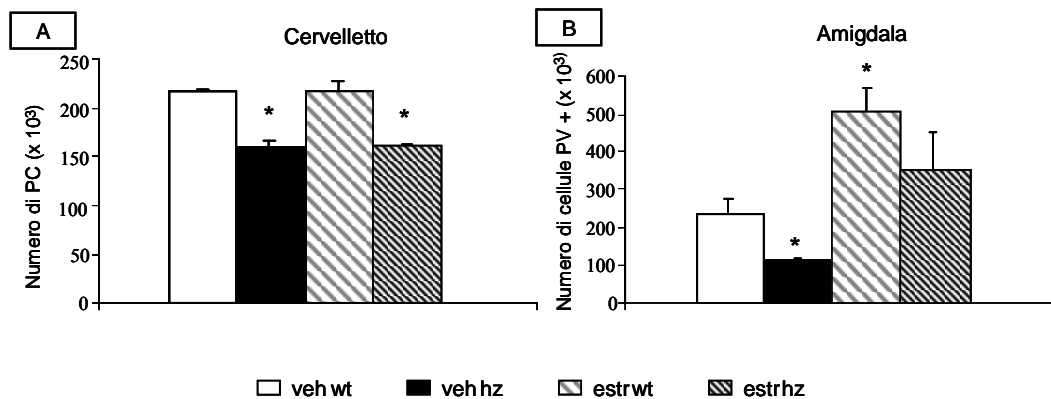 A
Cervelletto
Numero di PC (x 10³)
250
200
150
100
50
0
*
*
B
Amigdala
Numero di cellule PV + (x 10³)
600
500
400
300
200
100
0
*
*
veh wt
veh hz
estr wt
estr hz